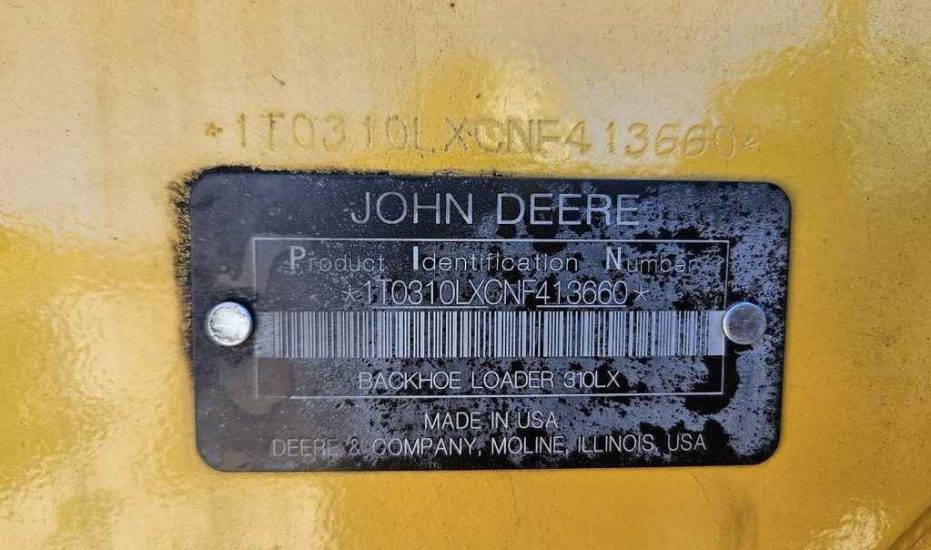 *1T0310LXCNF413660*
JOHN DEERE
Product Identification Number
*1T0310LXCNF413660*
BACKHOE LOADER 310LX
MADE IN USA
DEERE & COMPANY, MOLINE, ILLINOIS, USA